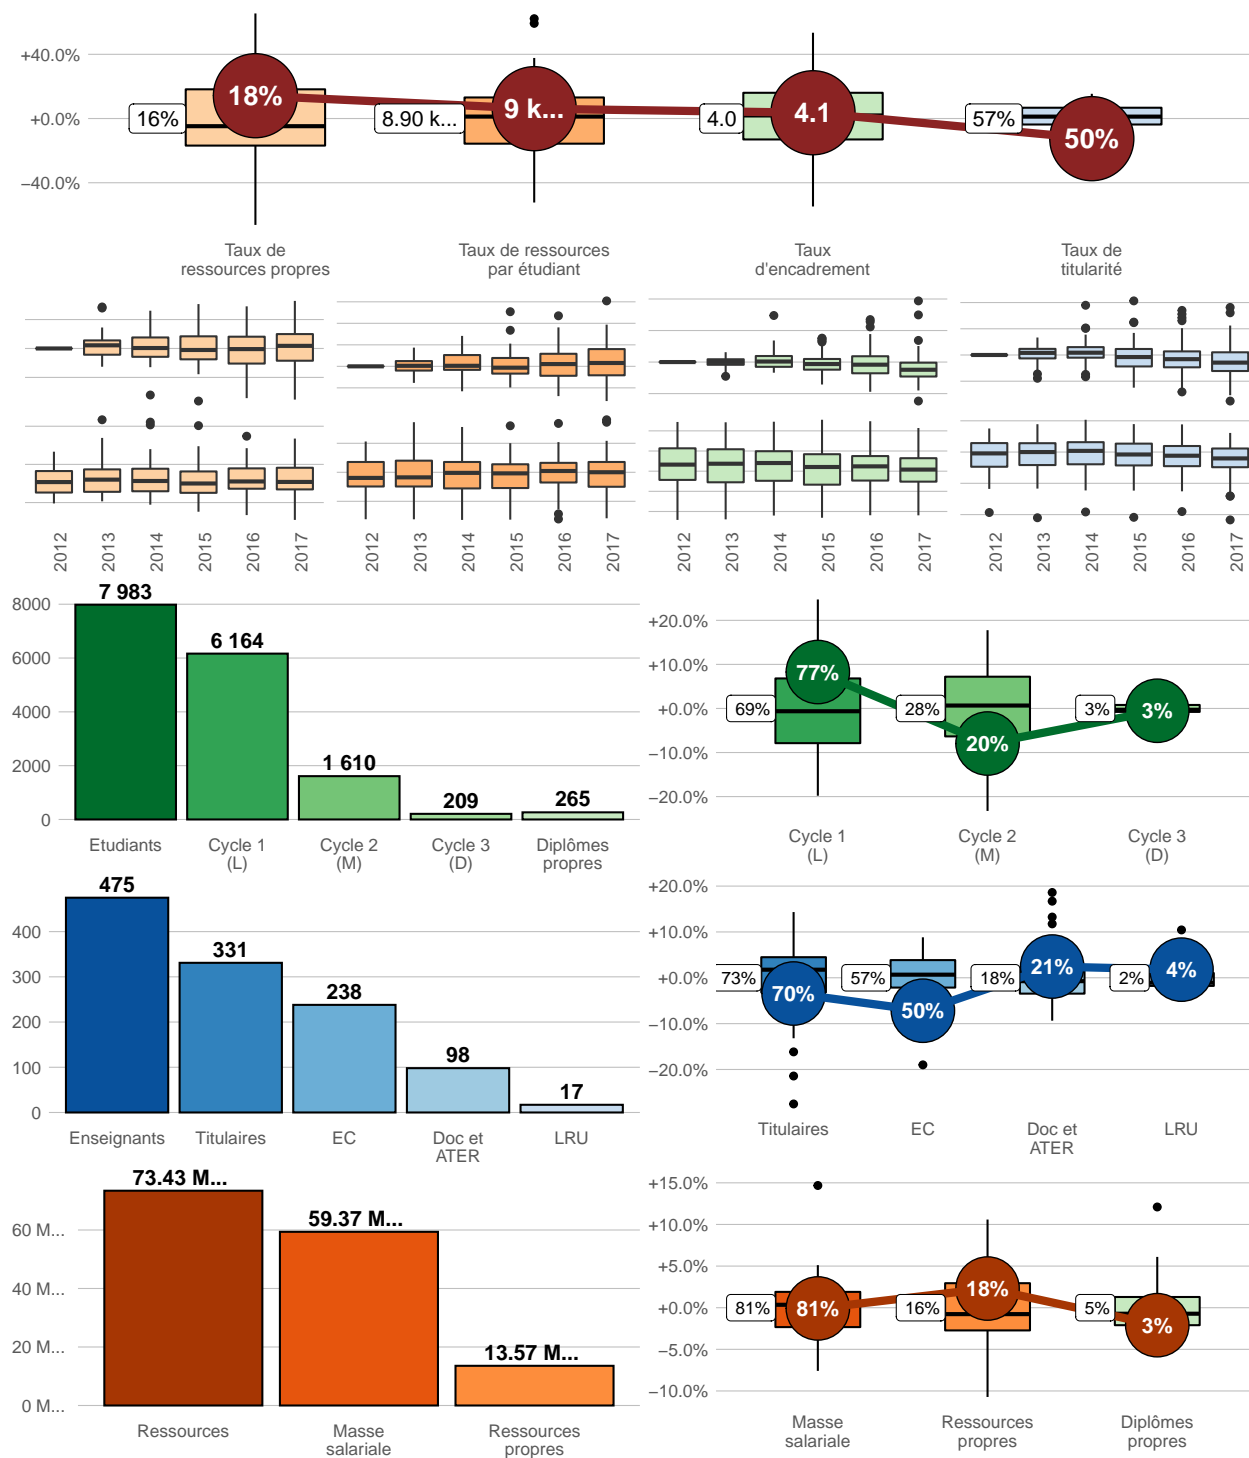 +40.0%
+0.0%
−40.0%
16%
18%
8.90 k...
9 k...
4.0
4.1
57%
50%
Taux de
ressources propres
Taux de ressources
par étudiant
Taux
d'encadrement
Taux de
titularité
2012
2013
2014
2015
2016
2017
2012
2013
2014
2015
2016
2017
2012
2013
2014
2015
2016
2017
2012
2013
2014
2015
2016
2017
8000
6000
4000
2000
0
7 983
6 164
1 610
209
265
Etudiants
Cycle 1
(L)
Cycle 2
(M)
Cycle 3
(D)
Diplômes
propres
+20.0%
+10.0%
+0.0%
−10.0%
−20.0%
69%
77%
28%
20%
3%
3%
Cycle 1
(L)
Cycle 2
(M)
Cycle 3
(D)
400
300
200
100
0
475
331
238
98
17
Enseignants
Titulaires
EC
Doc et
ATER
LRU
+20.0%
+10.0%
+0.0%
−10.0%
−20.0%
73%
70%
57%
50%
18%
21%
2%
4%
Titulaires
EC
Doc et
ATER
LRU
60 M...
40 M...
20 M...
0 M...
73.43 M...
59.37 M...
13.57 M...
Ressources
Masse
salariale
Ressources
propres
+15.0%
+10.0%
+5.0%
+0.0%
−5.0%
−10.0%
81%
81%
16%
18%
5%
3%
Masse
salariale
Ressources
propres
Diplômes
propres